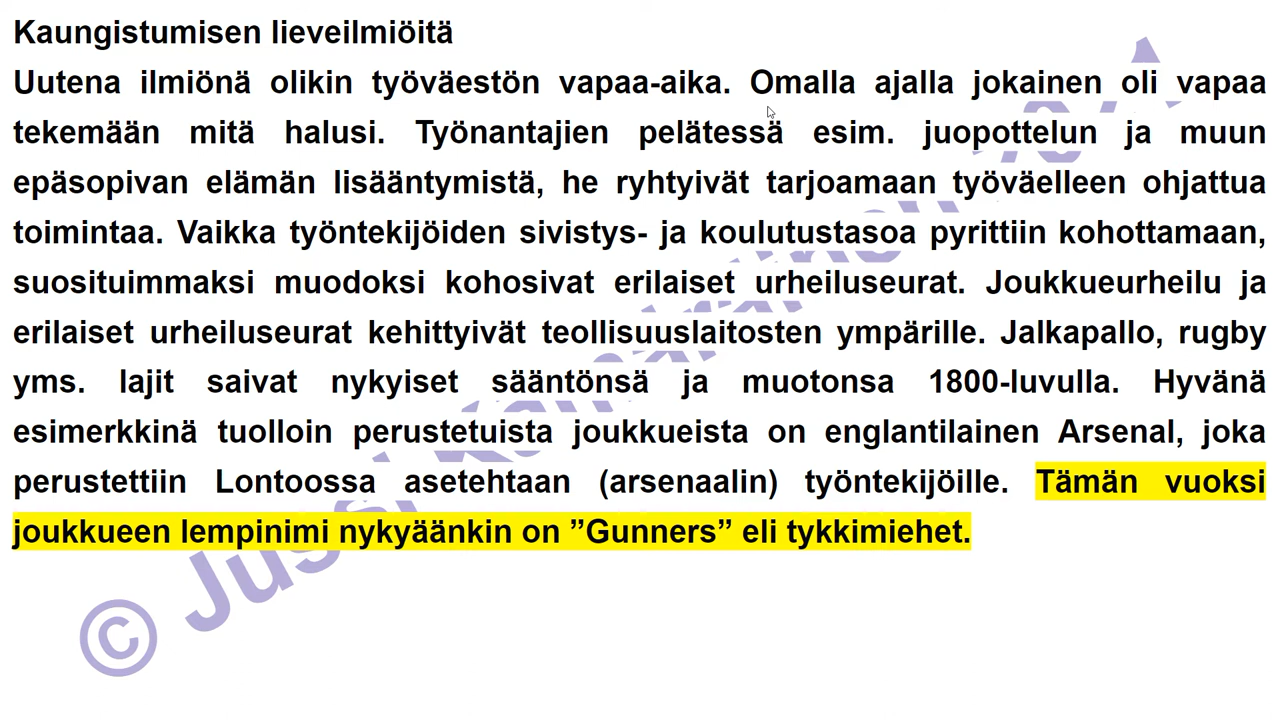 Kaungistumisen lieveilmiöitä
Uutena ilmiönä olikin työväestön vapaa-aika. Omalla ajalla jokainen oli vapaa
tekemään mitä halusi. Työnantajien pelätessä esim. juopottelun ja muun
epäsopivan elämän lisääntymistä, he ryhtyivät tarjoamaan työväelleen ohjattua
toimintaa. Vaikka työntekijöiden sivistys- ja koulutustasoa pyrittiin kohottamaan,
suosituimmaksi muodoksi kohosivat erilaiset urheiluseurat. Joukkueurheilu ja
erilaiset urheiluseurat kehittyivät teollisuuslaitosten ympärille. Jalkapallo, rugby
yms. lajit saivat nykyiset sääntönsä ja muotonsa 1800-luvulla. Hyvänä
esimerkkinä tuolloin perustetuista joukkueista on englantilainen Arsenal, joka
perustettiin Lontoossa asetehtaan (arsenaalin) työntekijöille. Tämän vuoksi
joukkueen lempinimi nykyäänkin on ”Gunners” eli tykkimiehet.
© Jussi